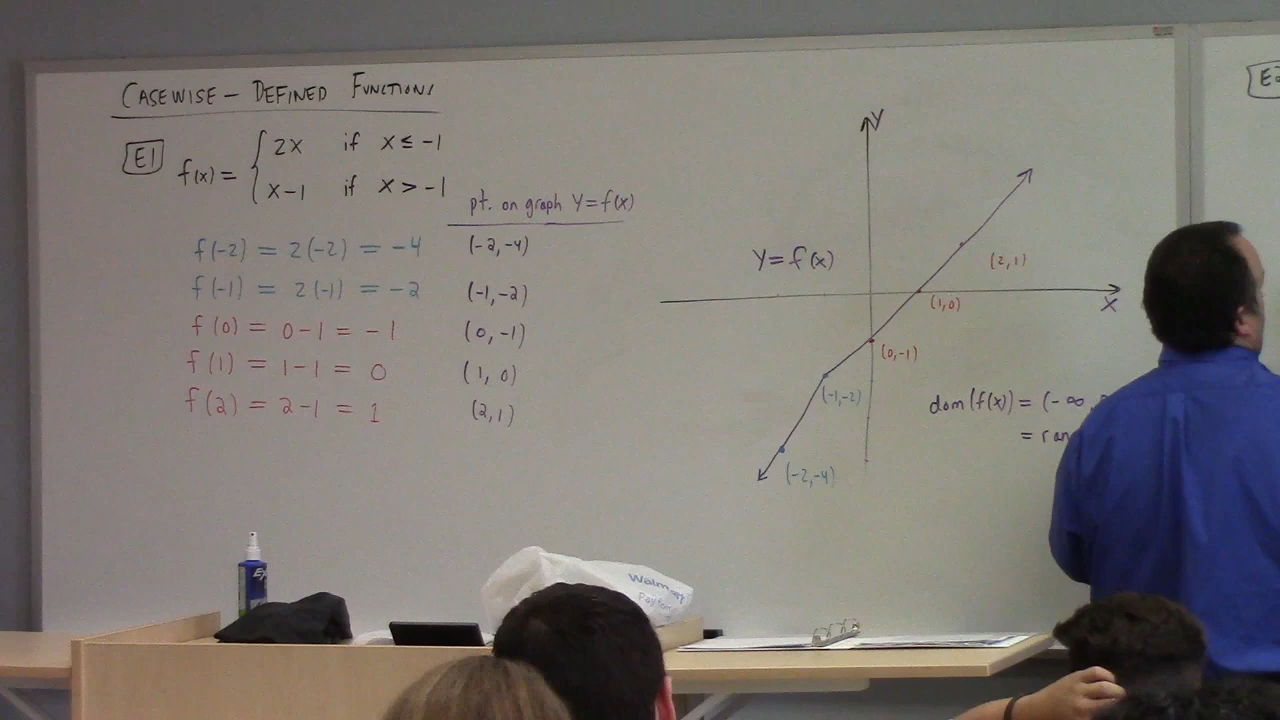 CASEWISE - DEFINED FUNCTIONS
E1
f(x) = { 2x if x ≤ -1
x-1 if x > -1
pt. on graph Y=f(x)
f(-2) = 2(-2) = -4 (-2,-4)
f(-1) = 2(-1) = -2 (-1,-2)
f(0) = 0-1 = -1 (0,-1)
f(1) = 1-1 = 0 (1, 0)
f(2) = 2-1 = 1 (2,1)
Y
Y=f(x)
(2,1)
(1,0)
X
(0,-1)
(-1,-2)
(-2,-4)
dom(f(x)) = (-∞,
=
Walmart